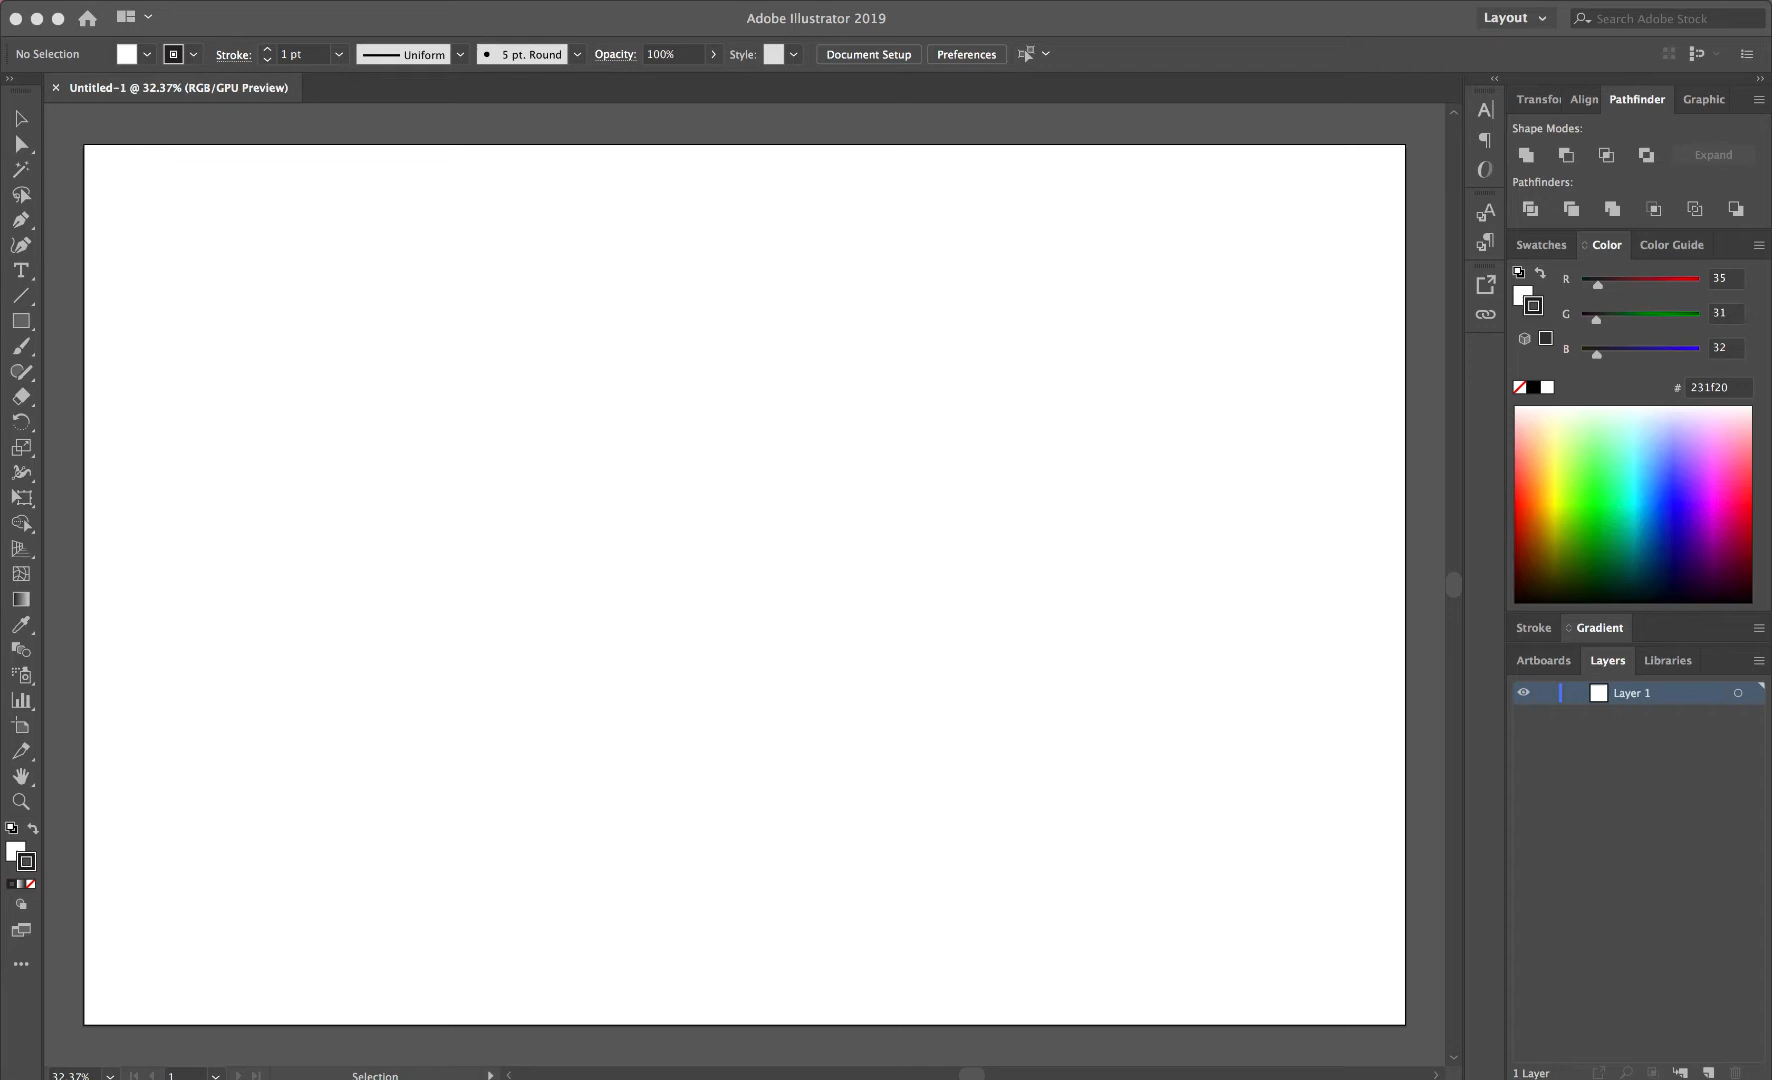 Adobe Illustrator 2019
Layout
Search Adobe Stock
No Selection
Stroke:
1 pt
Uniform
5 pt. Round
Opacity:
100%
Style:
Document Setup
Preferences
Untitled-1 @ 32.37% (RGB/GPU Preview)
Transfor
Align
Pathfinder
Graphic
Shape Modes:
Expand
Pathfinders:
Swatches
Color
Color Guide
R
35
G
31
B
32
# 231f20
Stroke
Gradient
Artboards
Layers
Libraries
Layer 1
32.37%
1
Selection
1 Layer